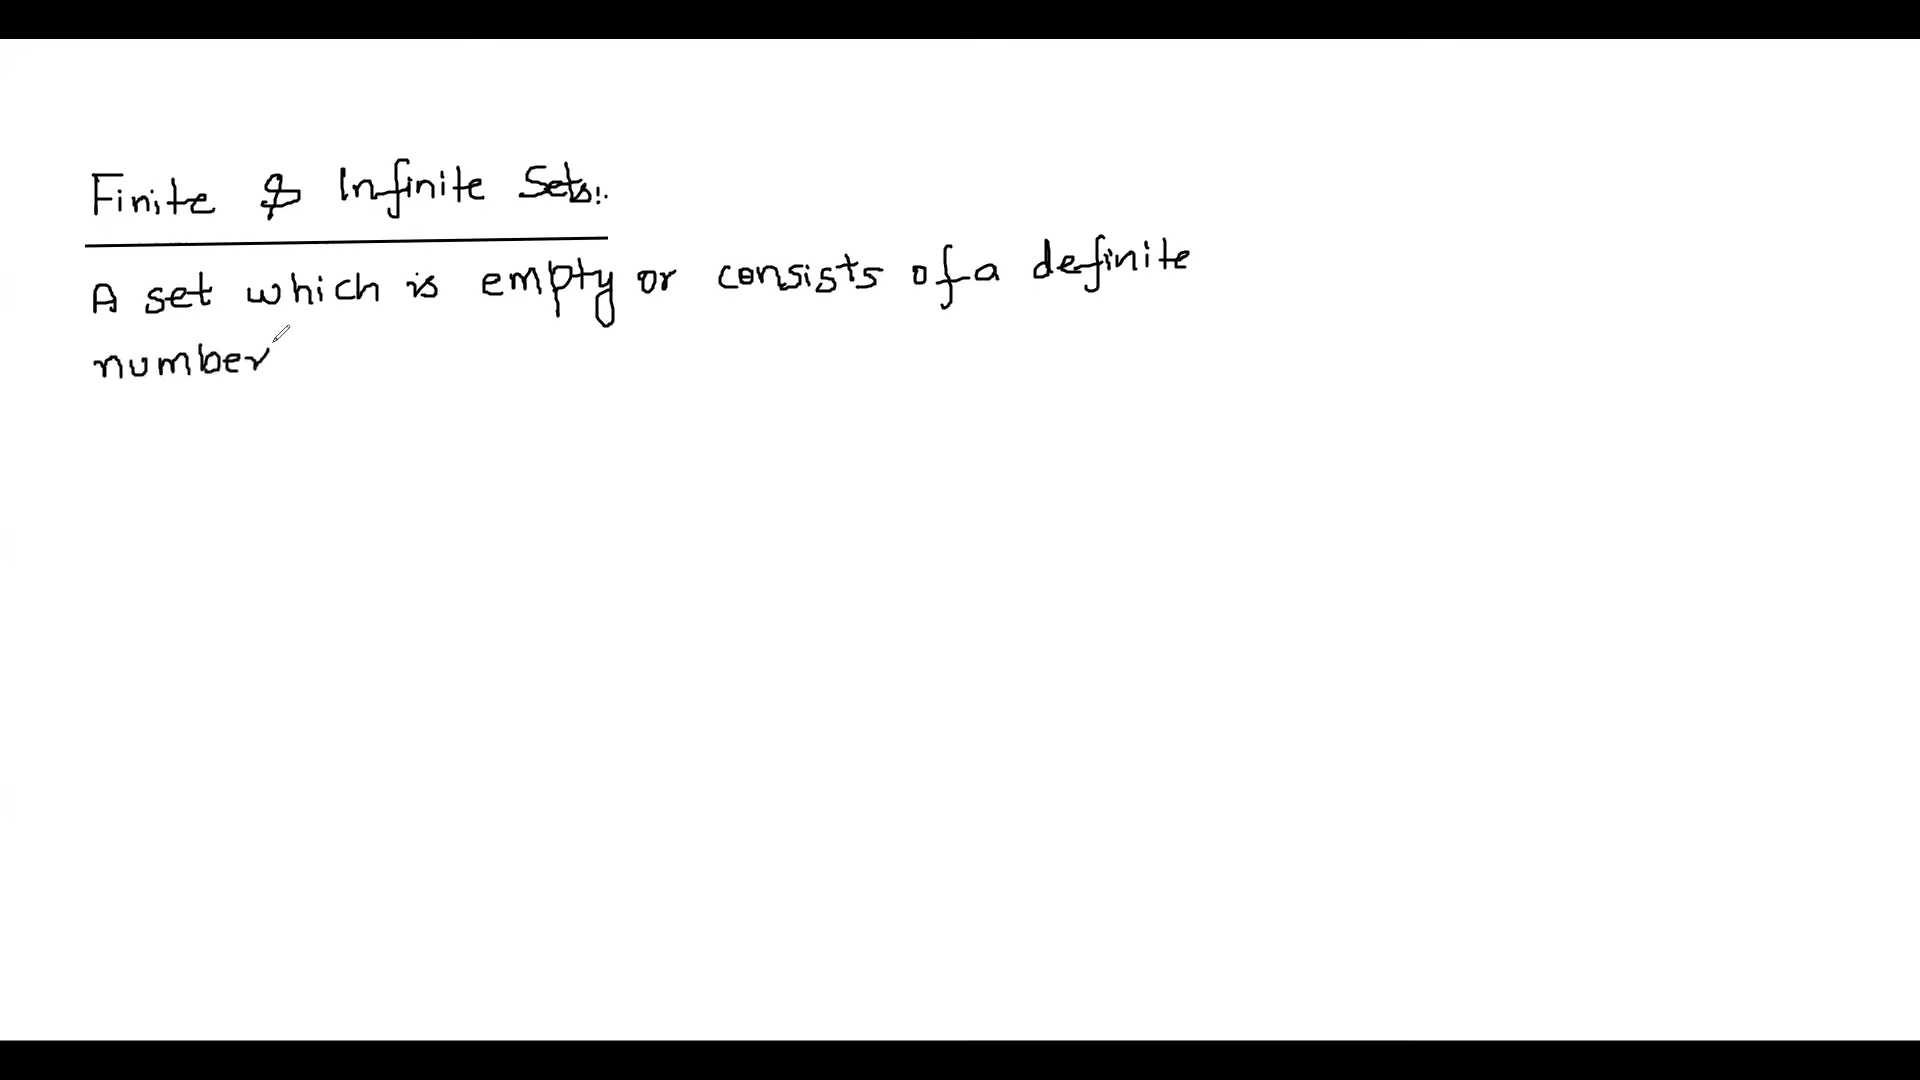 Finite & Infinite Sets:.
A set which is empty or consists of a definite
number